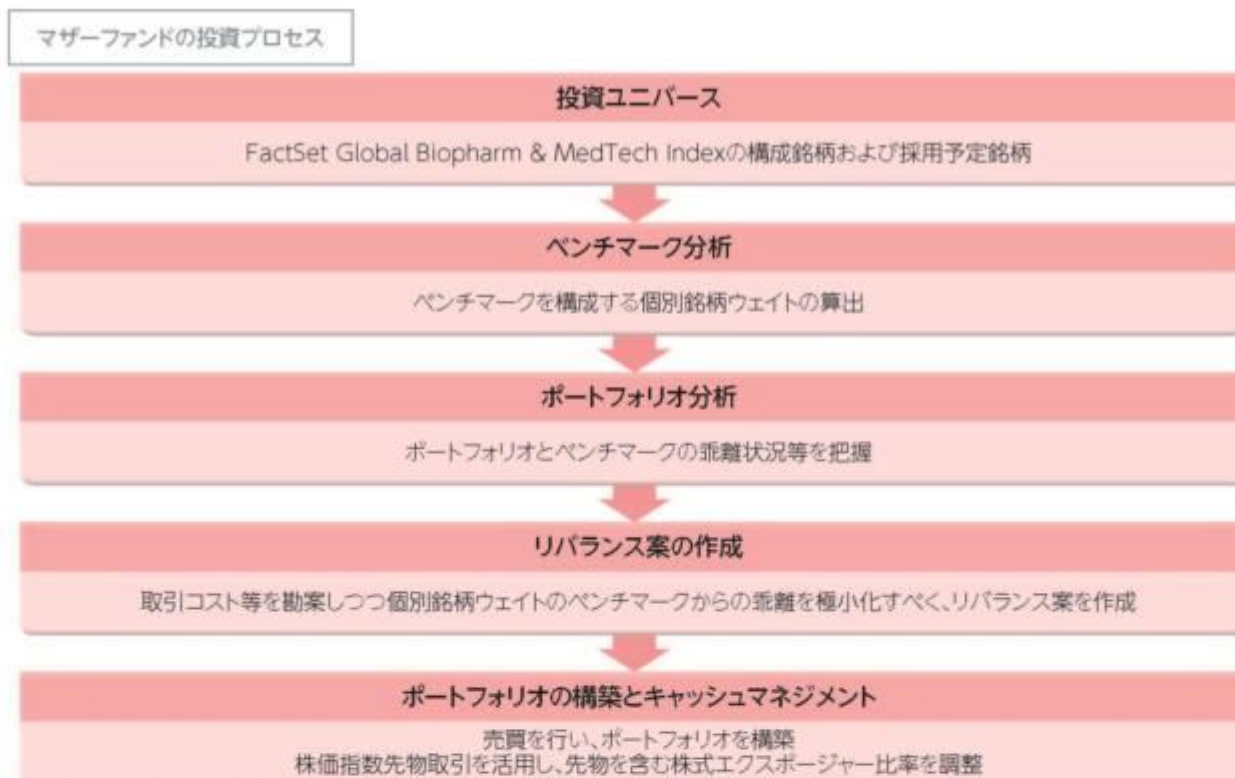 マザーファンドの投資プロセス
投資ユニバース
FactSet Global Biopharm & MedTech Indexの構成銘柄および採用予定銘柄
ベンチマーク分析
ベンチマークを構成する個別銘柄ウェイトの算出
ポートフォリオ分析
ポートフォリオとベンチマークの乖離状況等を把握
リバランス案の作成
取引コスト等を勘案しつつ個別銘柄ウェイトのベンチマークからの乖離を極小化すべく、リバランス案を作成
ポートフォリオの構築とキャッシュマネジメント
売買を行い、ポートフォリオを構築
株価指数先物取引を活用し、先物を含む株式エクスポージャー比率を調整